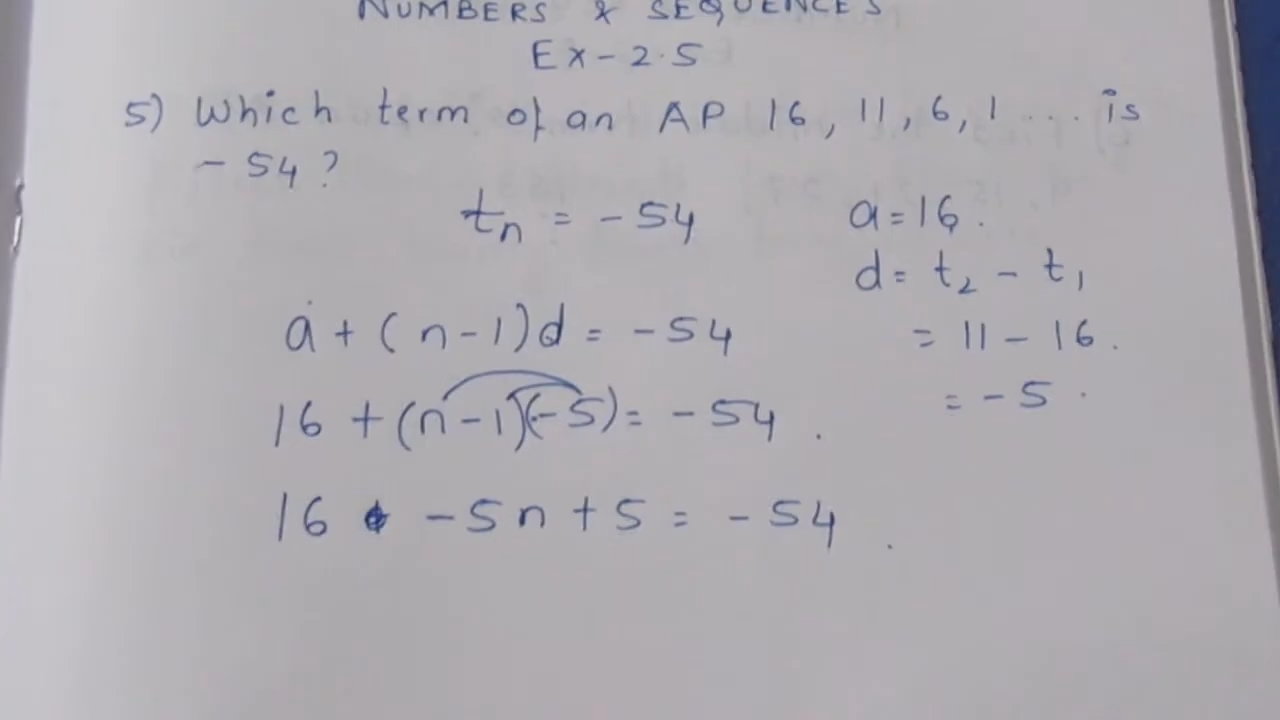 NUMBERS & SEQUENCES
Ex-2.5
5) Which term of an AP 16, 11, 6, 1 ... is
- 54 ?
tn = -54
a = 16.
d = t2 - t1
a + (n-1)d = -54
= 11 - 16.
16 + (n-1)(-5) = -54.
= -5.
16 -5n + 5 = -54.